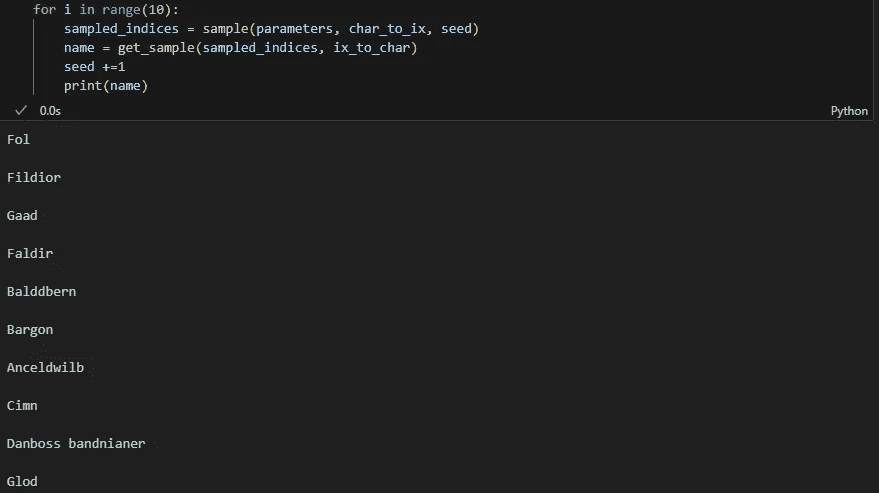 for i in range(10):
    sampled_indices = sample(parameters, char_to_ix, seed)
    name = get_sample(sampled_indices, ix_to_char)
    seed +=1
    print(name)
✓ 0.0s Python
Fol
Fildior
Gaad
Faldir
Balddbern
Bargon
Anceldwilb
Cimn
Danboss bandnianer
Glod